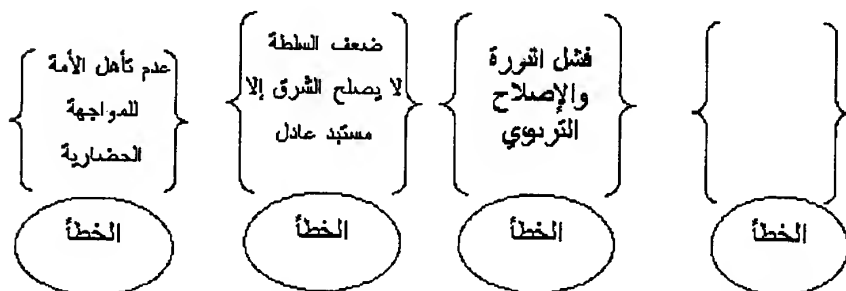 فشل الثورة
والإصلاح
التربوي
ضعف السلطة
لا يصلح الشرق إلا
مستبد عادل
عدم تأهل الأمة
للمواجهة
الحضارية
الخطأ
الخطأ
الخطأ
الخطأ